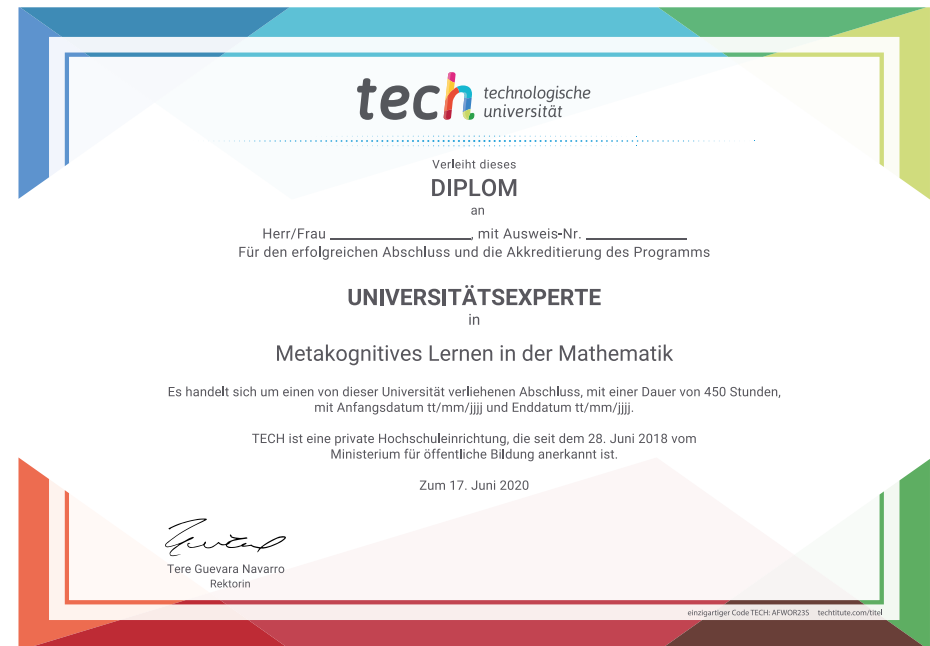 tech technologische
universität
Verleiht dieses
DIPLOM
an
Herr/Frau ____________________, mit Ausweis-Nr. ______________
Für den erfolgreichen Abschluss und die Akkreditierung des Programms
UNIVERSITÄTSEXPERTE
in
Metakognitives Lernen in der Mathematik
Es handelt sich um einen von dieser Universität verliehenen Abschluss, mit einer Dauer von 450 Stunden,
mit Anfangsdatum tt/mm/jjjj und Enddatum tt/mm/jjjj.
TECH ist eine private Hochschuleinrichtung, die seit dem 28. Juni 2018 vom
Ministerium für öffentliche Bildung anerkannt ist.
Zum 17. Juni 2020
Tere Guevara Navarro
Rektorin
einzigartiger Code TECH: AFWOR23S techtitute.com/titel